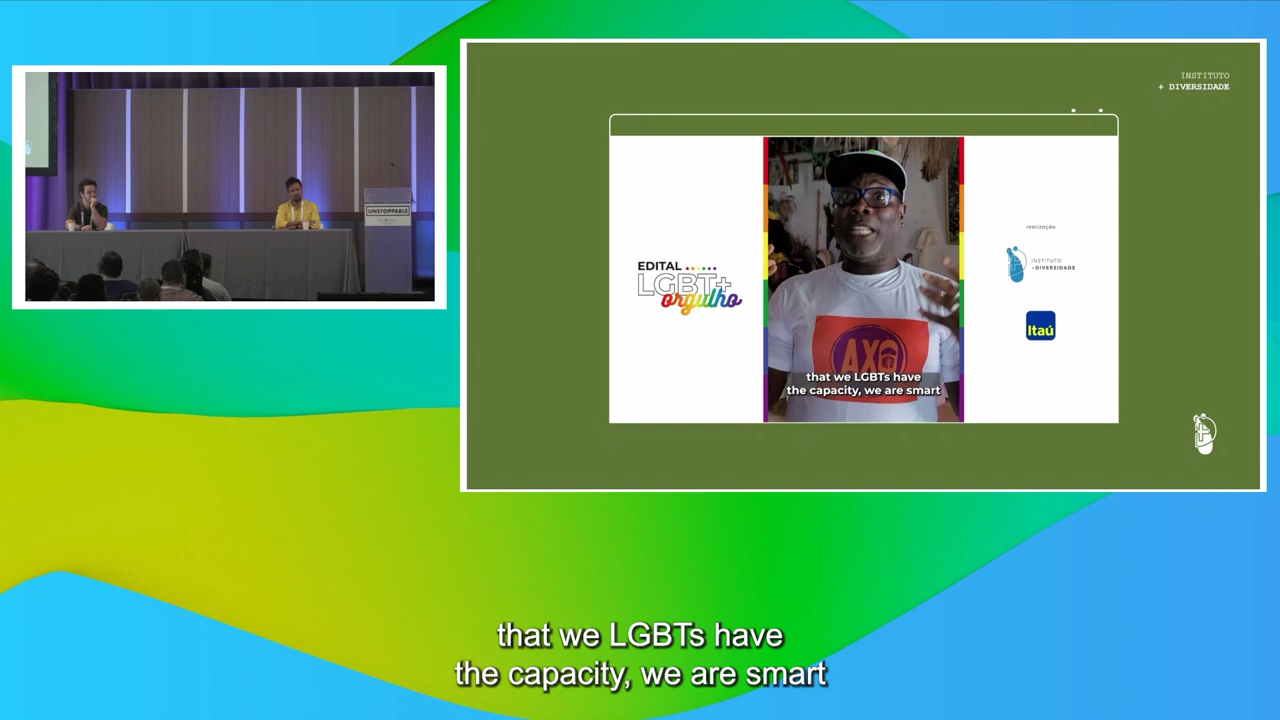 UNSTOPPABLE
INSTITUTO
+ DIVERSIDADE
EDITAL
LGBT+
orgulho
AXO
that we LGBTs have
the capacity, we are smart
realização
INSTITUTO
+DIVERSIDADE
Itaú
that we LGBTs have
the capacity, we are smart